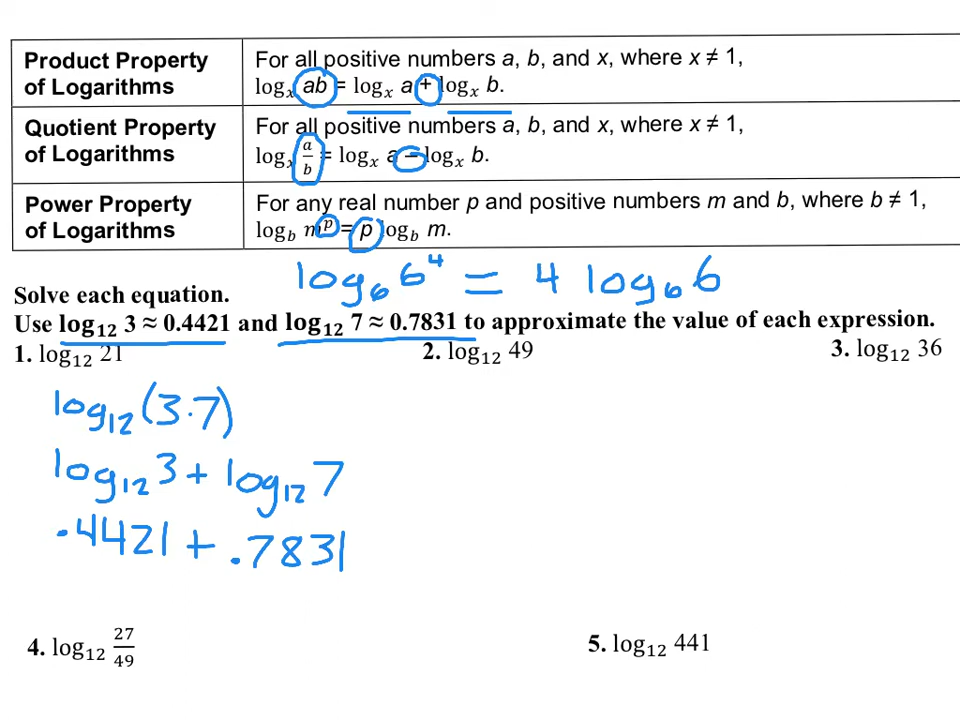 Product Property of Logarithms
For all positive numbers a, b, and x, where x ≠ 1,
logₓ ab = logₓ a + logₓ b.
Quotient Property of Logarithms
For all positive numbers a, b, and x, where x ≠ 1,
logₓ a/b = logₓ a − logₓ b.
Power Property of Logarithms
For any real number p and positive numbers m and b, where b ≠ 1,
log_b m^p = p log_b m.
log₆ 6⁴ = 4 log₆ 6
Solve each equation.
Use log₁₂ 3 ≈ 0.4421 and log₁₂ 7 ≈ 0.7831 to approximate the value of each expression.
1. log₁₂ 21 2. log₁₂ 49 3. log₁₂ 36
log₁₂ (3·7)
log₁₂ 3 + log₁₂ 7
.4421 + .7831
4. log₁₂ 27/49 5. log₁₂ 441